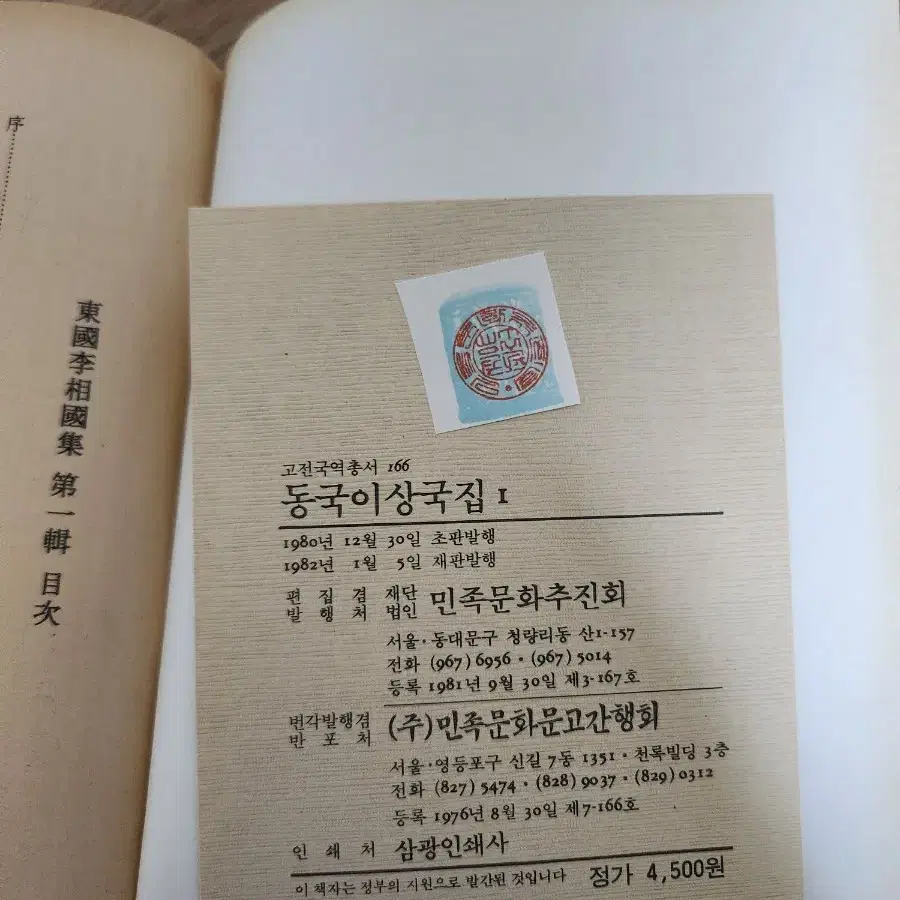 序
東國李相國集 第一輯 目次
고전국역총서 166
동국이상국집 I
1980년 12월 30일 초판발행
1982년 1월 5일 재판발행
편집겸 재단
발행처 법인 민족문화추진회
서울·동대문구 청량리동 산1-157
전화 (967) 6956 · (967) 5014
등록 1981년 9월 30일 제3-167호
번각발행겸
반포처 (주)민족문화문고간행회
서울·영등포구 신길 7동 1351 · 천록빌딩 3층
전화 (827) 5474 · (828) 9037 · (829) 0312
등록 1976년 8월 30일 제7-166호
인쇄처 삼광인쇄사
이 책자는 정부의 지원으로 발간된 것입니다 정가 4,500원